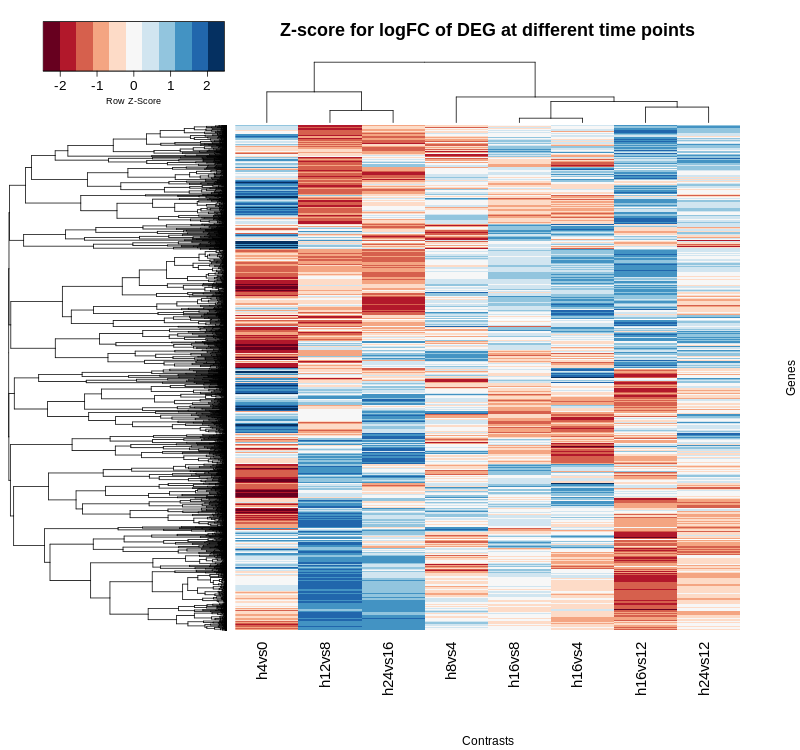 Z-score for logFC of DEG at different time points
-2 -1 0 1 2
Row Z-Score
Genes
h4vs0 h12vs8 h24vs16 h8vs4 h16vs8 h16vs4 h16vs12 h24vs12
Contrasts